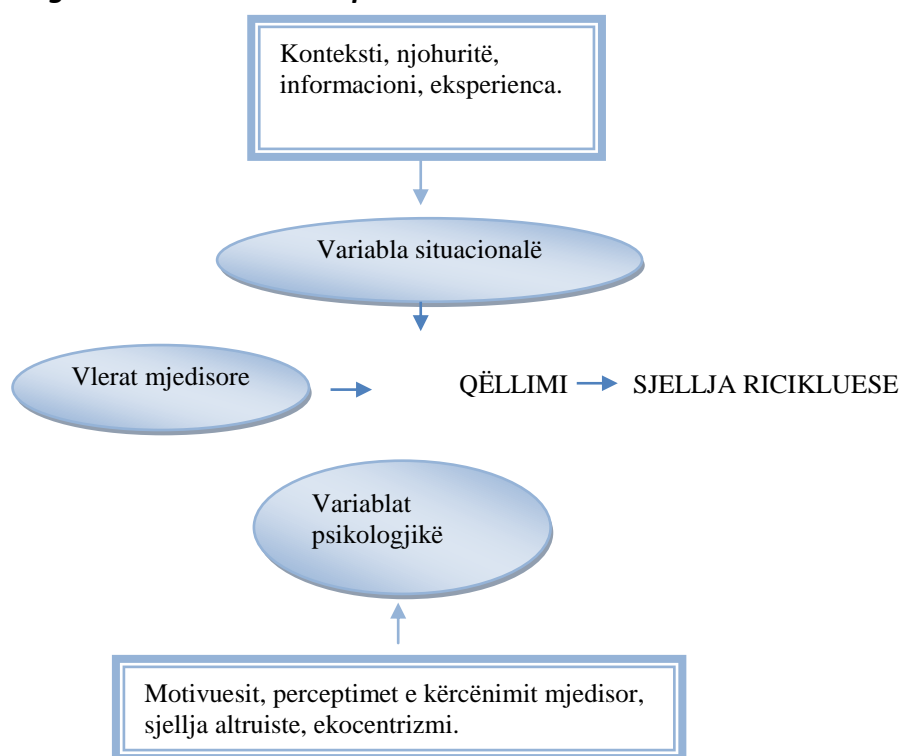 Konteksti, njohuritë,
informacioni, eksperienca.
Variabla situacionalë
Vlerat mjedisore
QËLLIMI
SJELLJA RICIKLUESE
Variablat
psikologjikë
Motivuesit, perceptimet e kërcënimit mjedisor,
sjellja altruiste, ekocentrizmi.